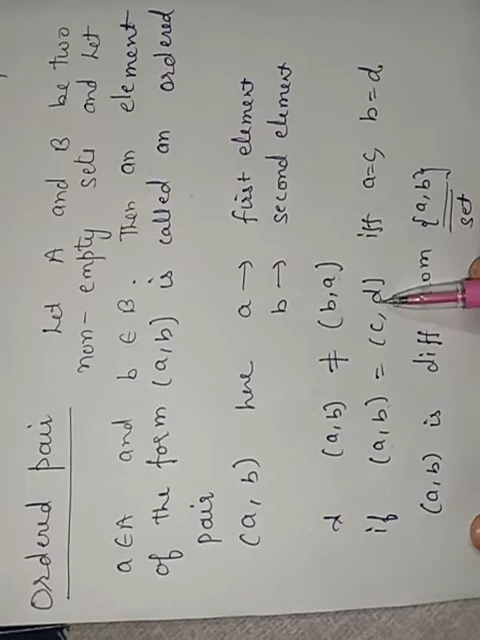 Ordered pair
Let A and B be two
non-empty sets and let
a∈A and b∈B. Then an element
of the form (a,b) is called an ordered
pair
(a, b) here a → first element
b → second element
(a,b) ≠ (b,a)
if (a,b) = (c,d) iff a=c, b=d
(a,b) is diff om {a,b}
set